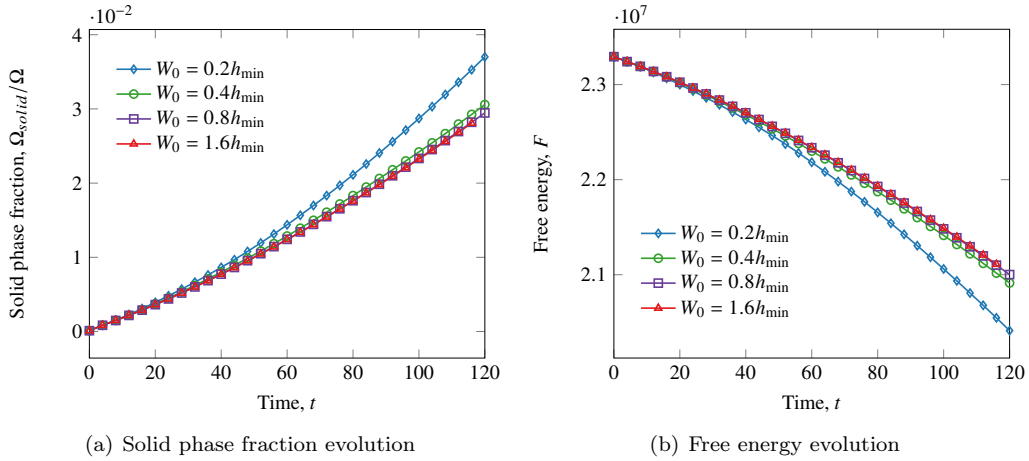 ·10⁻²
4
3
2
1
0
Solid phase fraction, Ω_solid/Ω
W₀ = 0.2h_min
W₀ = 0.4h_min
W₀ = 0.8h_min
W₀ = 1.6h_min
0 20 40 60 80 100 120
Time, t
(a) Solid phase fraction evolution
·10⁷
2.3
2.2
2.1
Free energy, F
W₀ = 0.2h_min
W₀ = 0.4h_min
W₀ = 0.8h_min
W₀ = 1.6h_min
0 20 40 60 80 100 120
Time, t
(b) Free energy evolution